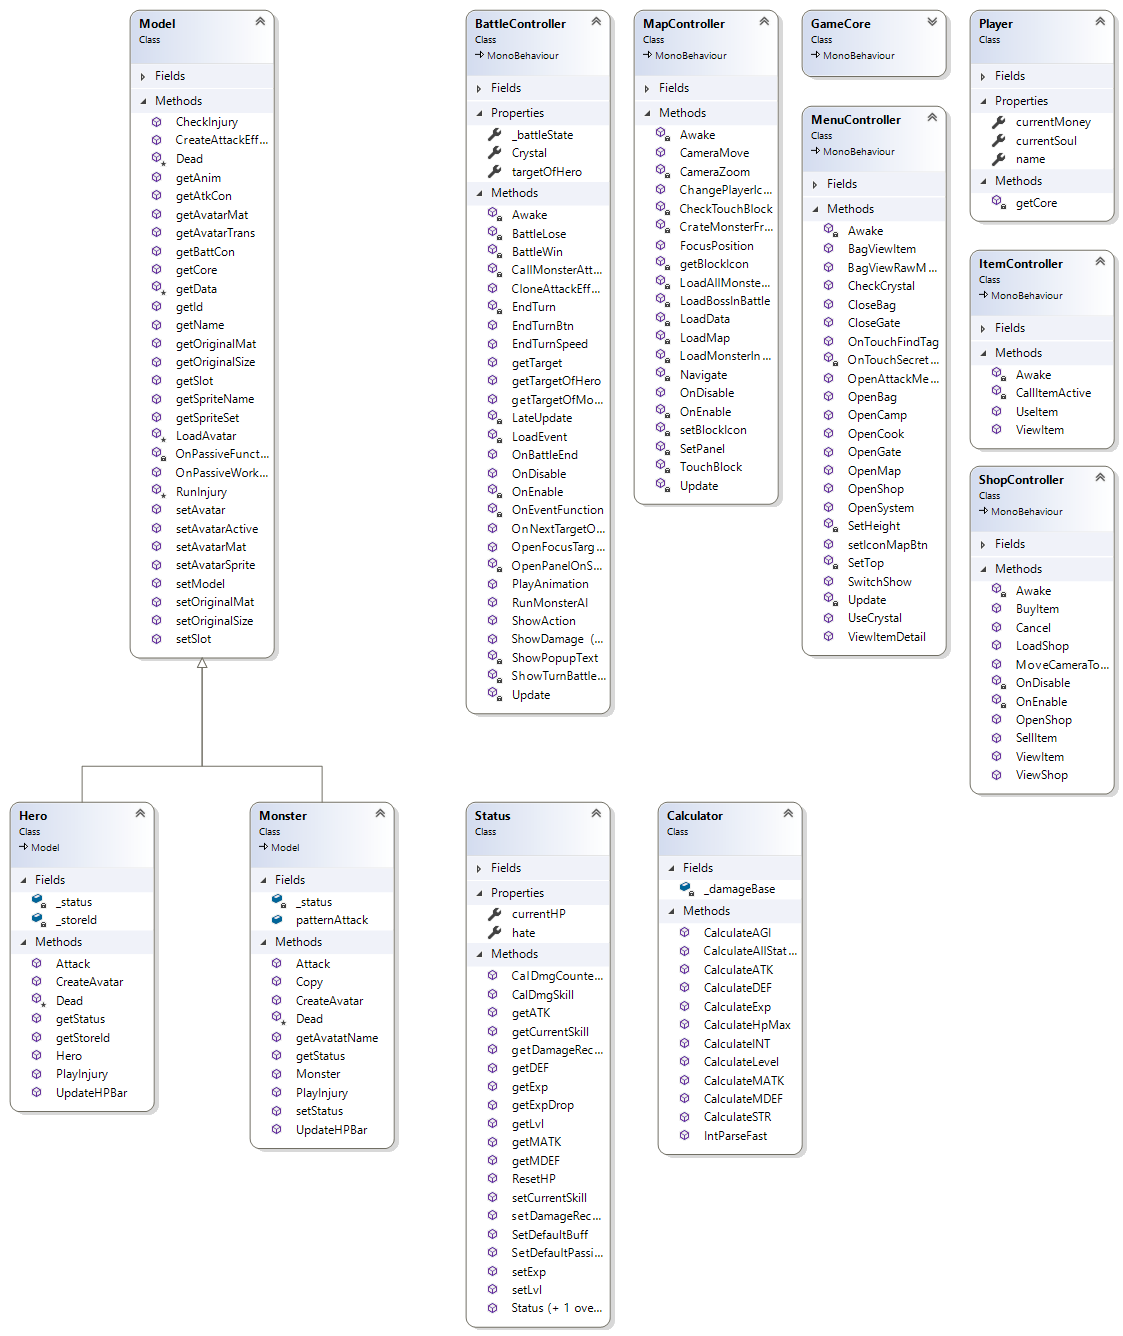 Model
Class
Fields
Methods
CheckInjury
CreateAttackEff...
Dead
getAnim
getAtkCon
getAvatarMat
getAvatarTrans
getBattCon
getCore
getData
getId
getName
getOriginalMat
getOriginalSize
getSlot
getSpriteName
getSpriteSet
LoadAvatar
OnPassiveFunct...
OnPassiveWork...
RunInjury
setAvatar
setAvatarActive
setAvatarMat
setAvatarSprite
setModel
setOriginalMat
setOriginalSize
setSlot
BattleController
Class
MonoBehaviour
Fields
Properties
_battleState
Crystal
targetOfHero
Methods
Awake
BattleLose
BattleWin
CallMonsterAtt...
CloneAttackEff...
EndTurn
EndTurnBtn
EndTurnSpeed
getTarget
getTargetOfHero
getTargetOfMo...
LateUpdate
LoadEvent
OnBattleEnd
OnDisable
OnEnable
OnEventFunction
OnNextTargetO...
OpenFocusTarg...
OpenPanelOnS...
PlayAnimation
RunMonsterAI
ShowAction
ShowDamage (...
ShowPopupText
ShowTurnBattle...
Update
MapController
Class
MonoBehaviour
Fields
Methods
Awake
CameraMove
CameraZoom
ChangePlayerIc...
CheckTouchBlock
CrateMonsterFr...
FocusPosition
getBlockIcon
LoadAllMonste...
LoadBossInBattle
LoadData
LoadMap
LoadMonsterIn...
Navigate
OnDisable
OnEnable
setBlockIcon
SetPanel
TouchBlock
Update
GameCore
Class
MonoBehaviour
MenuController
Class
MonoBehaviour
Fields
Methods
Awake
BagViewItem
BagViewRawM...
CheckCrystal
CloseBag
CloseGate
OnTouchFindTag
OnTouchSecret...
OpenAttackMe...
OpenBag
OpenCamp
OpenCook
OpenGate
OpenMap
OpenShop
OpenSystem
SetHeight
setIconMapBtn
SetTop
SwitchShow
Update
UseCrystal
ViewItemDetail
Player
Class
Fields
Properties
currentMoney
currentSoul
name
Methods
getCore
ItemController
Class
MonoBehaviour
Fields
Methods
Awake
CallItemActive
UseItem
ViewItem
ShopController
Class
MonoBehaviour
Fields
Methods
Awake
BuyItem
Cancel
LoadShop
MoveCameraTo...
OnDisable
OnEnable
OpenShop
SellItem
ViewItem
ViewShop
Hero
Class
Model
Fields
_status
_storeId
Methods
Attack
CreateAvatar
Dead
getStatus
getStoreId
Hero
PlayInjury
UpdateHPBar
Monster
Class
Model
Fields
_status
patternAttack
Methods
Attack
Copy
CreateAvatar
Dead
getAvatatName
getStatus
Monster
PlayInjury
setStatus
UpdateHPBar
Status
Class
Fields
Properties
currentHP
hate
Methods
CalDmgCounte...
CalDmgSkill
getATK
getCurrentSkill
getDamageRec...
getDEF
getExp
getExpDrop
getLvl
getMATK
getMDEF
ResetHP
setCurrentSkill
setDamageRec...
SetDefaultBuff
SetDefaultPassi...
setExp
setLvl
Status (+ 1 ove...
Calculator
Class
Fields
_damageBase
Methods
CalculateAGI
CalculateAllStat...
CalculateATK
CalculateDEF
CalculateExp
CalculateHpMax
CalculateINT
CalculateLevel
CalculateMATK
CalculateMDEF
CalculateSTR
IntParseFast